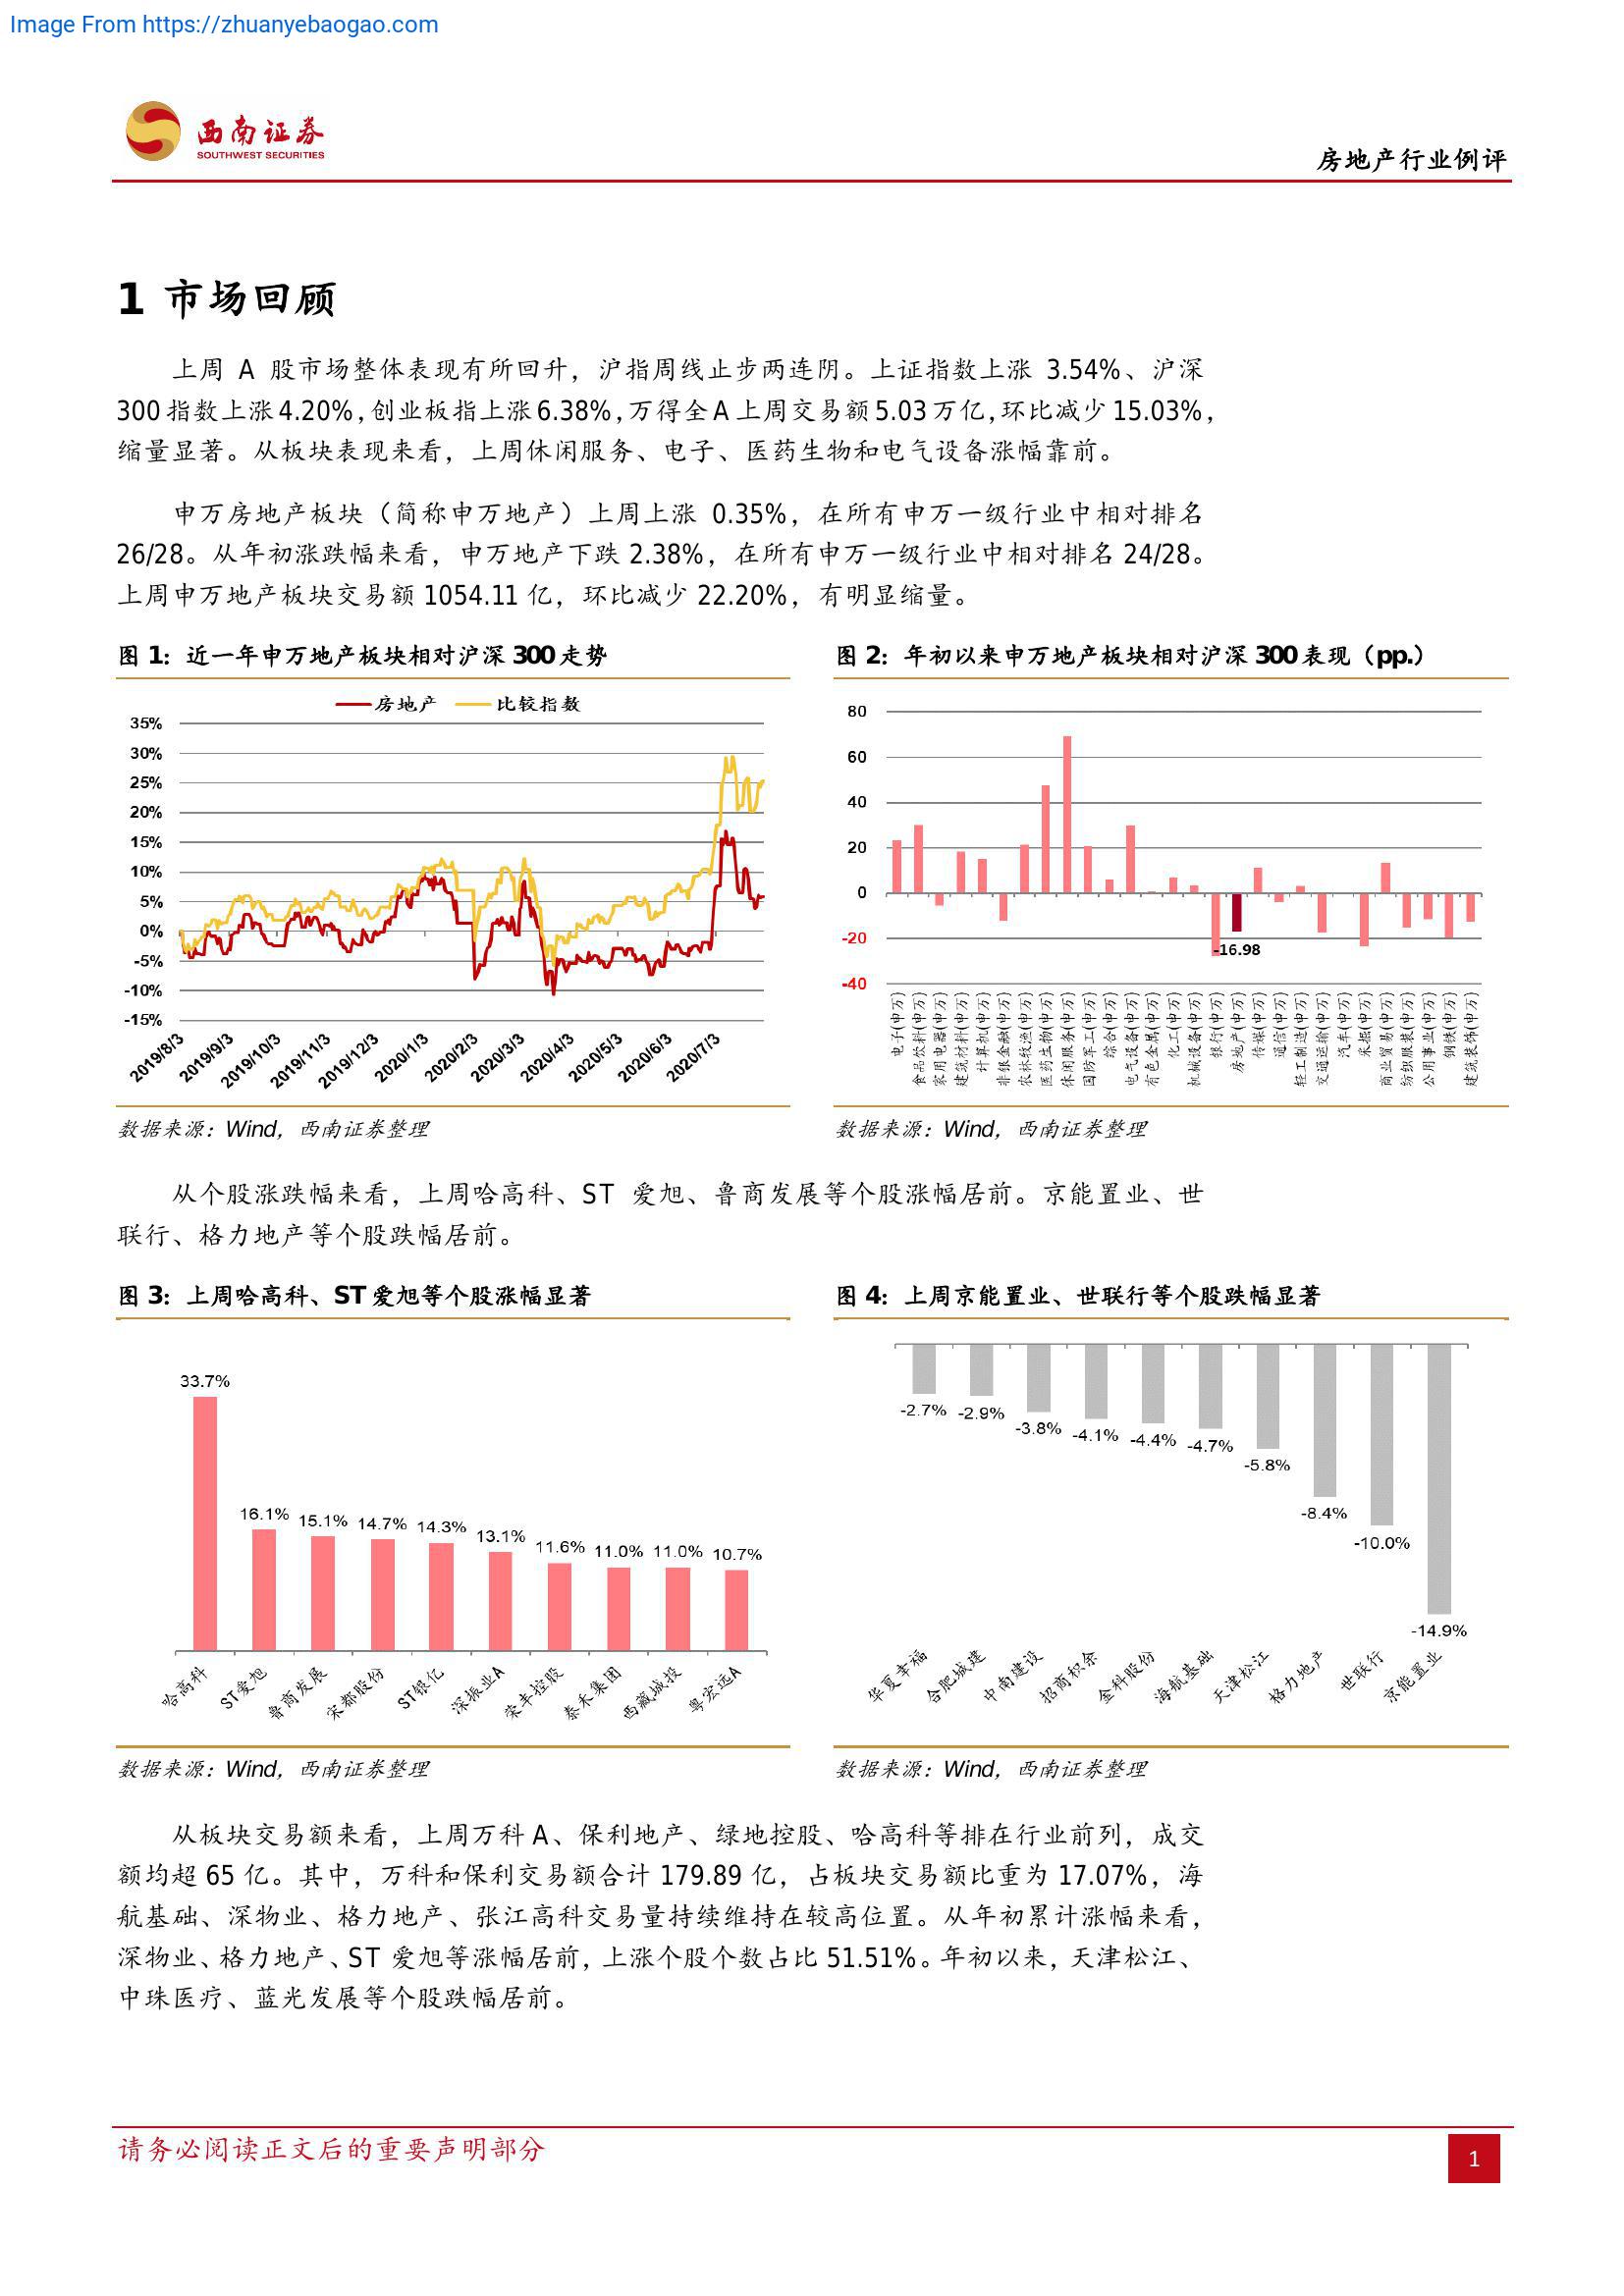 Image From https://zhuanyebaogao.com
西南证券
SOUTHWEST SECURITIES
房地产行业例评
1 市场回顾
上周 A 股市场整体表现有所回升，沪指周线止步两连阴。上证指数上涨 3.54%、沪深
300 指数上涨 4.20%，创业板指上涨 6.38%，万得全 A 上周交易额 5.03 万亿，环比减少 15.03%，
缩量显著。从板块表现来看，上周休闲服务、电子、医药生物和电气设备涨幅靠前。
申万房地产板块（简称申万地产）上周上涨 0.35%，在所有申万一级行业中相对排名
26/28。从年初涨跌幅来看，申万地产下跌 2.38%，在所有申万一级行业中相对排名 24/28。
上周申万地产板块交易额 1054.11 亿，环比减少 22.20%，有明显缩量。
图 1：近一年申万地产板块相对沪深 300 走势
房地产 比较指数
35%
30%
25%
20%
15%
10%
5%
0%
-5%
-10%
-15%
2019/8/3 2019/9/3 2019/10/3 2019/11/3 2019/12/3 2020/1/3 2020/2/3 2020/3/3 2020/4/3 2020/5/3 2020/6/3 2020/7/3
数据来源：Wind，西南证券整理
图 2：年初以来申万地产板块相对沪深 300 表现（pp.）
80
60
40
20
0
-20
-40
-16.98
电子(申万) 食品饮料(申万) 家用电器(申万) 建筑材料(申万) 计算机(申万) 非银金融(申万) 农林牧渔(申万) 医药生物(申万) 休闲服务(申万) 国防军工(申万) 综合(申万) 电气设备(申万) 有色金属(申万) 化工(申万) 机械设备(申万) 银行(申万) 房地产(申万) 传媒(申万) 通信(申万) 轻工制造(申万) 交通运输(申万) 汽车(申万) 采掘(申万) 商业贸易(申万) 纺织服装(申万) 公用事业(申万) 钢铁(申万) 建筑装饰(申万)
数据来源：Wind，西南证券整理
从个股涨跌幅来看，上周哈高科、ST 爱旭、鲁商发展等个股涨幅居前。京能置业、世
联行、格力地产等个股跌幅居前。
图 3：上周哈高科、ST 爱旭等个股涨幅显著
33.7%
16.1% 15.1% 14.7% 14.3% 13.1% 11.6% 11.0% 11.0% 10.7%
哈高科 ST爱旭 鲁商发展 宋都股份 ST银亿 深振业A 荣丰控股 泰禾集团 西藏城投 粤宏远A
数据来源：Wind，西南证券整理
图 4：上周京能置业、世联行等个股跌幅显著
-2.7% -2.9% -3.8% -4.1% -4.4% -4.7% -5.8% -8.4% -10.0% -14.9%
华夏幸福 合肥城建 中南建设 招商积余 金科股份 海航基础 天津松江 格力地产 世联行 京能置业
数据来源：Wind，西南证券整理
从板块交易额来看，上周万科 A、保利地产、绿地控股、哈高科等排在行业前列，成交
额均超 65 亿。其中，万科和保利交易额合计 179.89 亿，占板块交易额比重为 17.07%，海
航基础、深物业、格力地产、张江高科交易量持续维持在较高位置。从年初累计涨幅来看，
深物业、格力地产、ST 爱旭等涨幅居前，上涨个股个数占比 51.51%。年初以来，天津松江、
中珠医疗、蓝光发展等个股跌幅居前。
请务必阅读正文后的重要声明部分
1